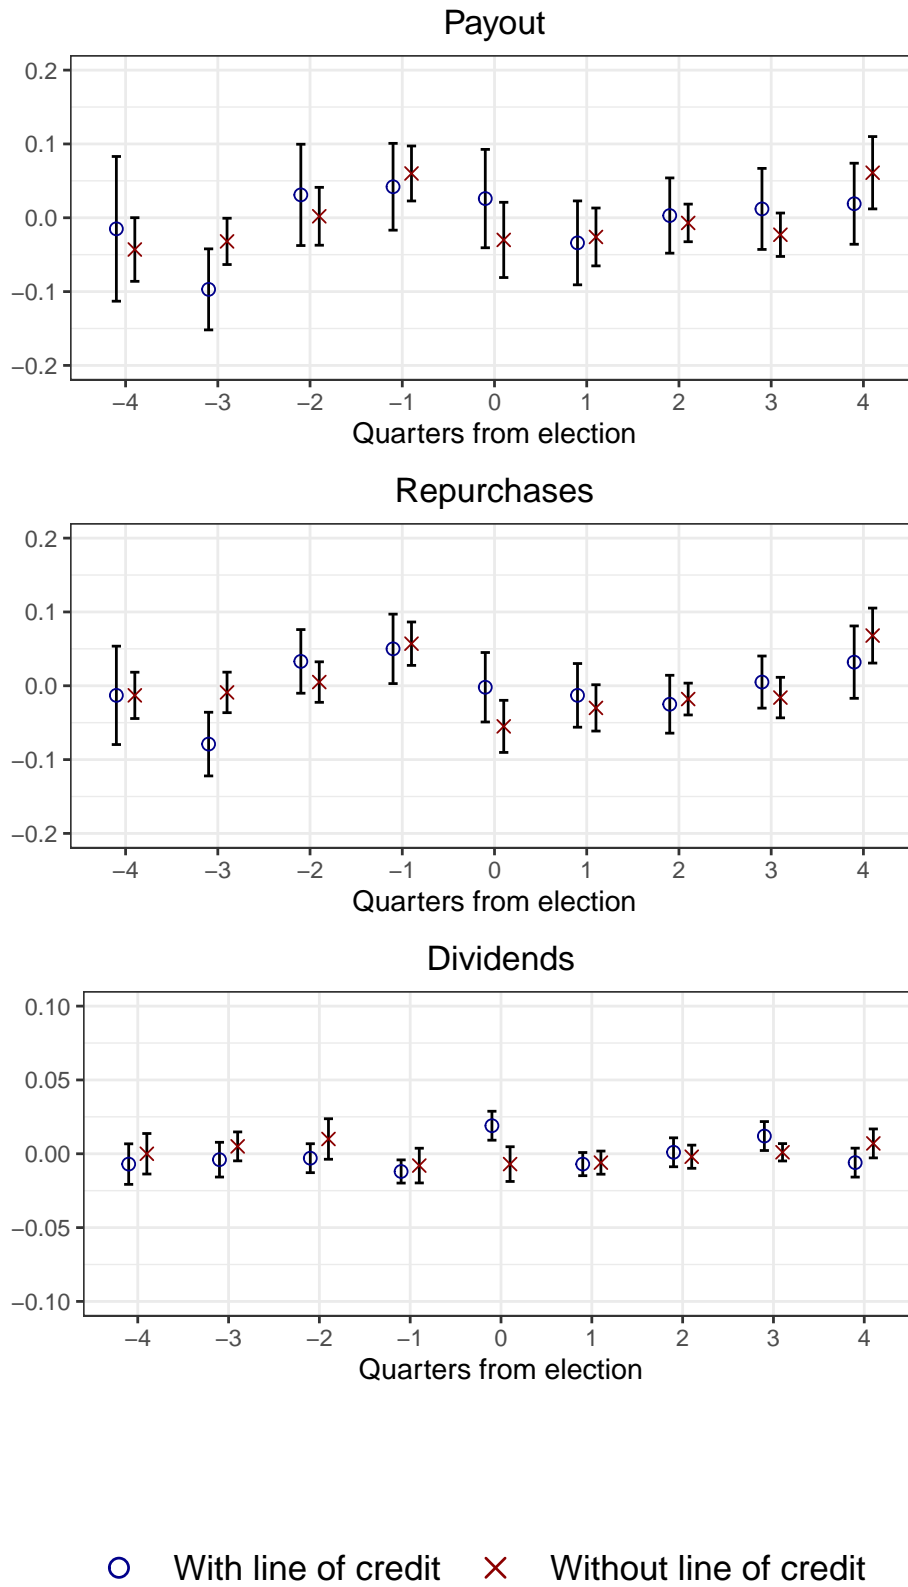 Payout
0.2
0.1
0.0
−0.1
−0.2
−4 −3 −2 −1 0 1 2 3 4
Quarters from election
Repurchases
0.2
0.1
0.0
−0.1
−0.2
−4 −3 −2 −1 0 1 2 3 4
Quarters from election
Dividends
0.10
0.05
0.00
−0.05
−0.10
−4 −3 −2 −1 0 1 2 3 4
Quarters from election
With line of credit Without line of credit